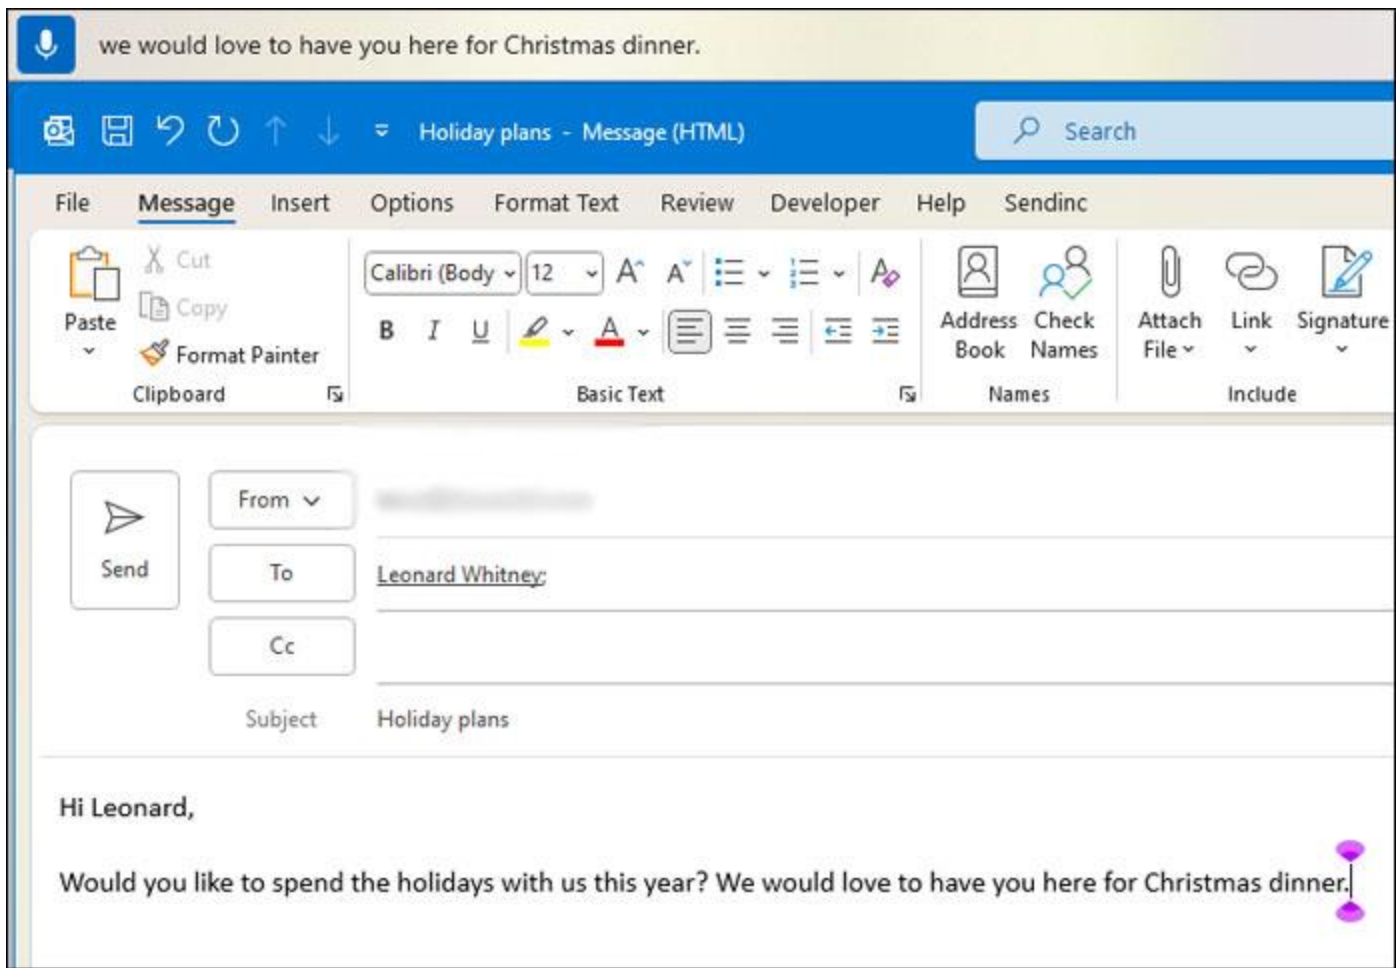 we would love to have you here for Christmas dinner.
Holiday plans - Message (HTML)
Search
File Message Insert Options Format Text Review Developer Help Sendinc
Paste
Cut
Copy
Format Painter
Clipboard
Calibri (Body 12
B I U A
Basic Text
Address Book
Check Names
Names
Attach File
Link
Signature
Include
Send
From
To Leonard Whitney;
Cc
Subject Holiday plans
Hi Leonard,
Would you like to spend the holidays with us this year? We would love to have you here for Christmas dinner.